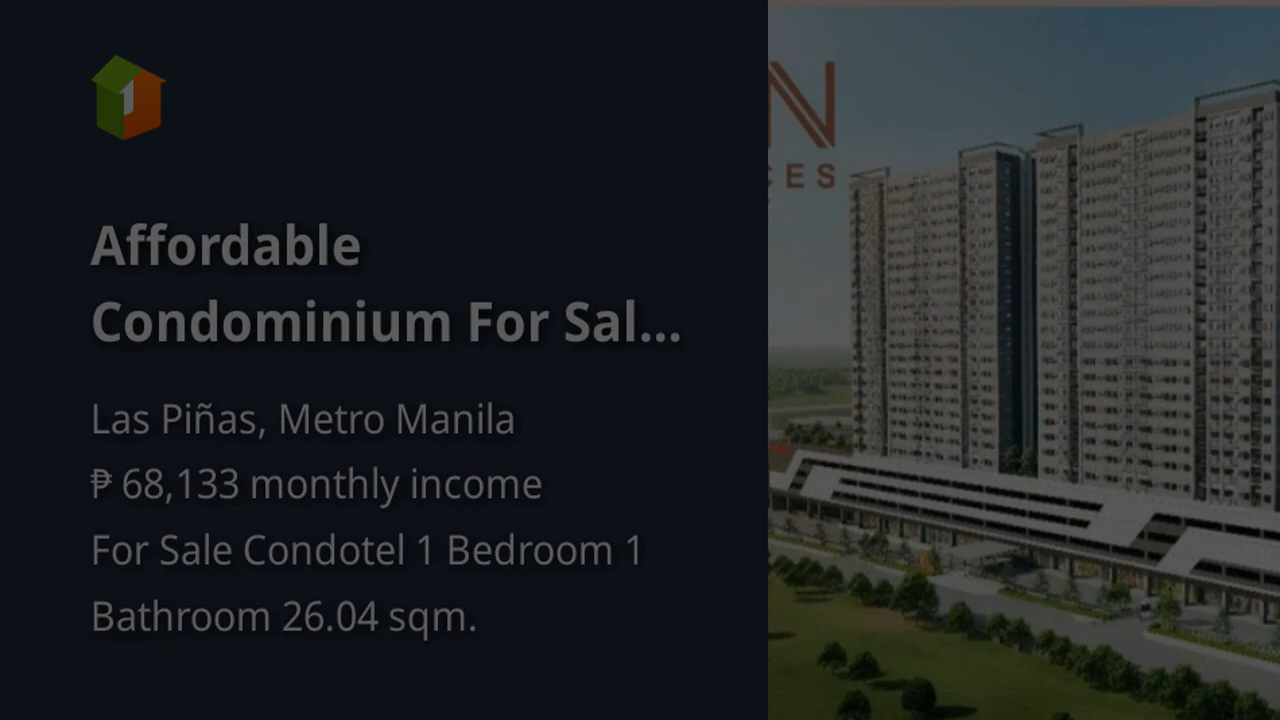 Affordable
Condominium For Sal...
Las Piñas, Metro Manila
₱ 68,133 monthly income
For Sale Condotel 1 Bedroom 1
Bathroom 26.04 sqm.
N
CES